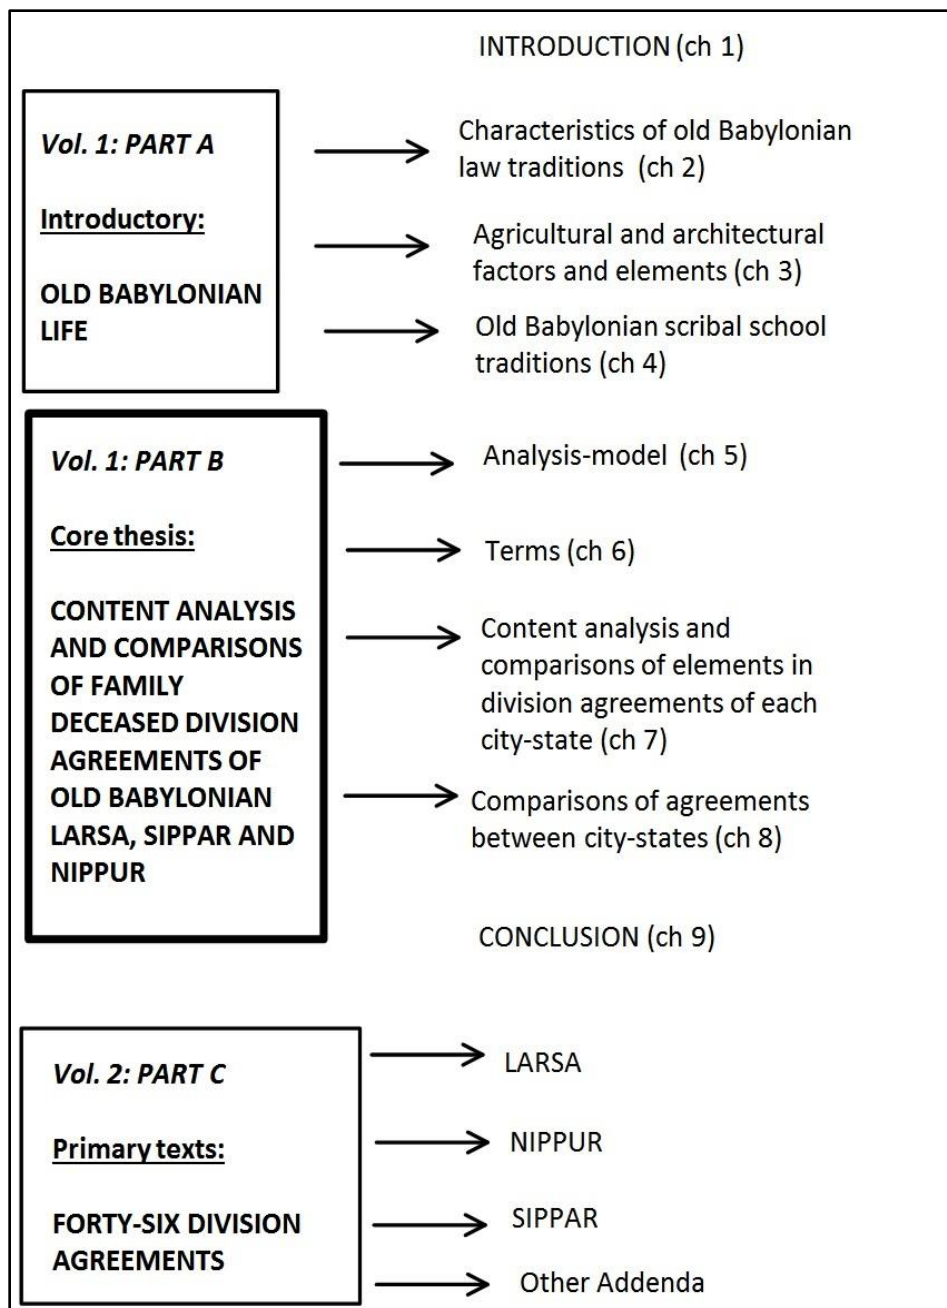 INTRODUCTION (ch 1)
Vol. 1: PART A
Introductory:
OLD BABYLONIAN
LIFE
Characteristics of old Babylonian
law traditions (ch 2)
Agricultural and architectural
factors and elements (ch 3)
Old Babylonian scribal school
traditions (ch 4)
Vol. 1: PART B
Core thesis:
CONTENT ANALYSIS
AND COMPARISONS
OF FAMILY
DECEASED DIVISION
AGREEMENTS OF
OLD BABYLONIAN
LARSA, SIPPAR AND
NIPPUR
Analysis-model (ch 5)
Terms (ch 6)
Content analysis and
comparisons of elements in
division agreements of each
city-state (ch 7)
Comparisons of agreements
between city-states (ch 8)
CONCLUSION (ch 9)
Vol. 2: PART C
Primary texts:
FORTY-SIX DIVISION
AGREEMENTS
LARSA
NIPPUR
SIPPAR
Other Addenda